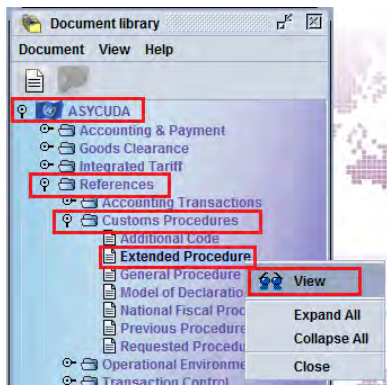 Document library
Document View Help
ASYCUDA
Accounting & Payment
Goods Clearance
Integrated Tariff
References
Accounting Transactions
Customs Procedures
Additional Code
Extended Procedure
General Procedure
View
Model of Declaratio
National Fiscal Proc
Expand All
Previous Procedure
Collapse All
Requested Procedu
Operational Environme
Close
Transaction Control